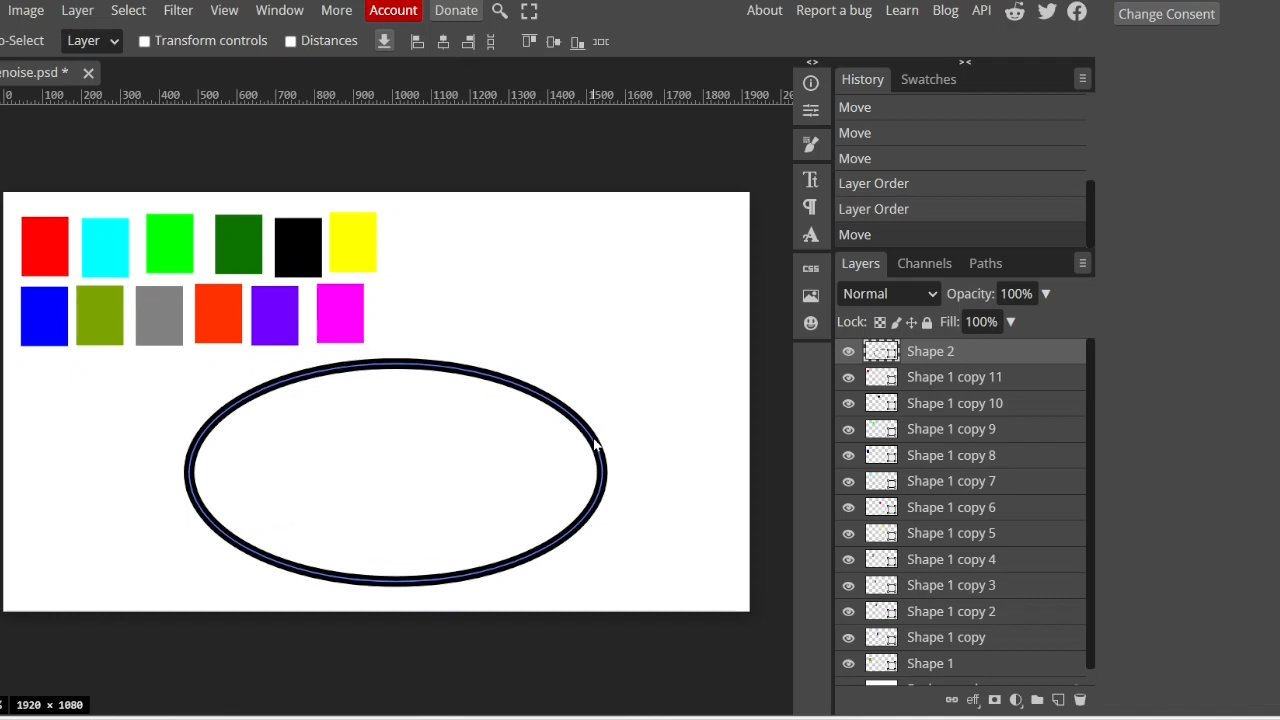 Image Layer Select Filter View Window More Account Donate About Report a bug Learn Blog API Change Consent
o-Select Layer Transform controls Distances
enoise.psd *
0 100 200 300 400 500 600 700 800 900 1000 1100 1200 1300 1400 1500 1600 1700 1800 1900 20
History Swatches
Move
Move
Move
Layer Order
Layer Order
Move
Layers Channels Paths
Normal Opacity: 100%
Lock: Fill: 100%
Shape 2
Shape 1 copy 11
Shape 1 copy 10
Shape 1 copy 9
Shape 1 copy 8
Shape 1 copy 7
Shape 1 copy 6
Shape 1 copy 5
Shape 1 copy 4
Shape 1 copy 3
Shape 1 copy 2
Shape 1 copy
Shape 1
CSS
eff
% 1920 × 1080